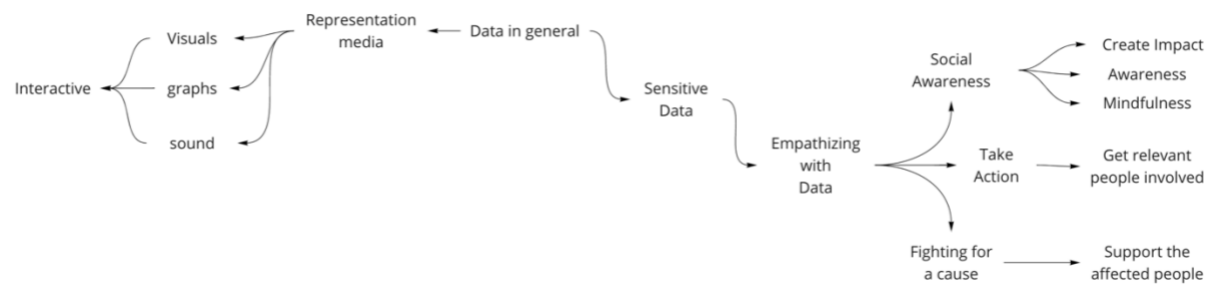 Representation
media
Data in general
Visuals
graphs
sound
Interactive
Sensitive
Data
Empathizing
with
Data
Social
Awareness
Create Impact
Awareness
Mindfulness
Take
Action
Get relevant
people involved
Fighting for
a cause
Support the
affected people